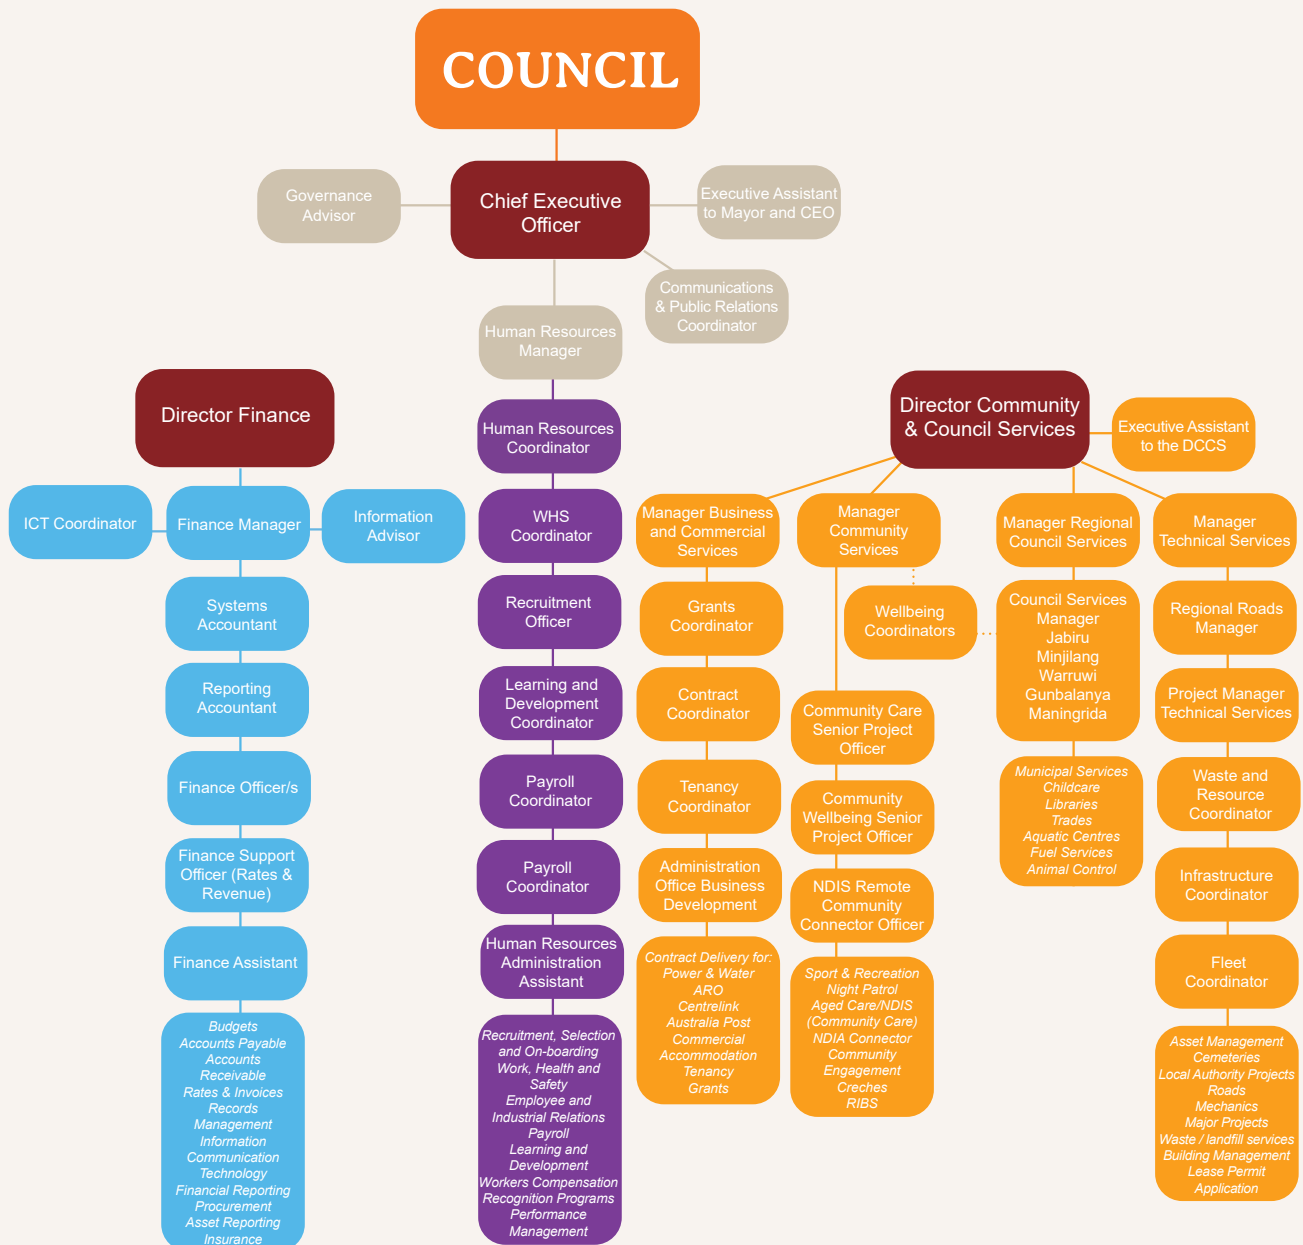 COUNCIL
Governance
Advisor
Chief Executive
Officer
Executive Assistant
to Mayor and CEO
Communications
& Public Relations
Coordinator
Human Resources
Manager
Director Finance
ICT Coordinator
Finance Manager
Information
Advisor
Systems
Accountant
Reporting
Accountant
Finance Officer/s
Finance Support
Officer (Rates &
Revenue)
Finance Assistant
Budgets
Accounts Payable
Accounts
Receivable
Rates & Invoices
Records
Management
Information
Communication
Technology
Financial Reporting
Procurement
Asset Reporting
Insurance
Human Resources
Coordinator
WHS
Coordinator
Recruitment
Officer
Learning and
Development
Coordinator
Payroll
Coordinator
Payroll
Coordinator
Human Resources
Administration
Assistant
Recruitment, Selection
and On-boarding
Work, Health and
Safety
Employee and
Industrial Relations
Payroll
Learning and
Development
Workers Compensation
Recognition Programs
Performance
Management
Director Community
& Council Services
Executive Assistant
to the DCCS
Manager Business
and Commercial
Services
Grants
Coordinator
Contract
Coordinator
Tenancy
Coordinator
Administration
Office Business
Development
Contract Delivery for:
Power & Water
ARO
Centrelink
Australia Post
Commercial
Accommodation
Tenancy
Grants
Manager
Community
Services
Wellbeing
Coordinators
Community Care
Senior Project
Officer
Community
Wellbeing Senior
Project Officer
NDIS Remote
Community
Connector Officer
Sport & Recreation
Night Patrol
Aged Care/NDIS
(Community Care)
NDIA Connector
Community
Engagement
Creches
RIBS
Manager Regional
Council Services
Council Services
Manager
Jabiru
Minjilang
Warruwi
Gunbalanya
Maningrida
Municipal Services
Childcare
Libraries
Trades
Aquatic Centres
Fuel Services
Animal Control
Manager
Technical Services
Regional Roads
Manager
Project Manager
Technical Services
Waste and
Resource
Coordinator
Infrastructure
Coordinator
Fleet
Coordinator
Asset Management
Cemeteries
Local Authority Projects
Roads
Mechanics
Major Projects
Waste / landfill services
Building Management
Lease Permit
Application